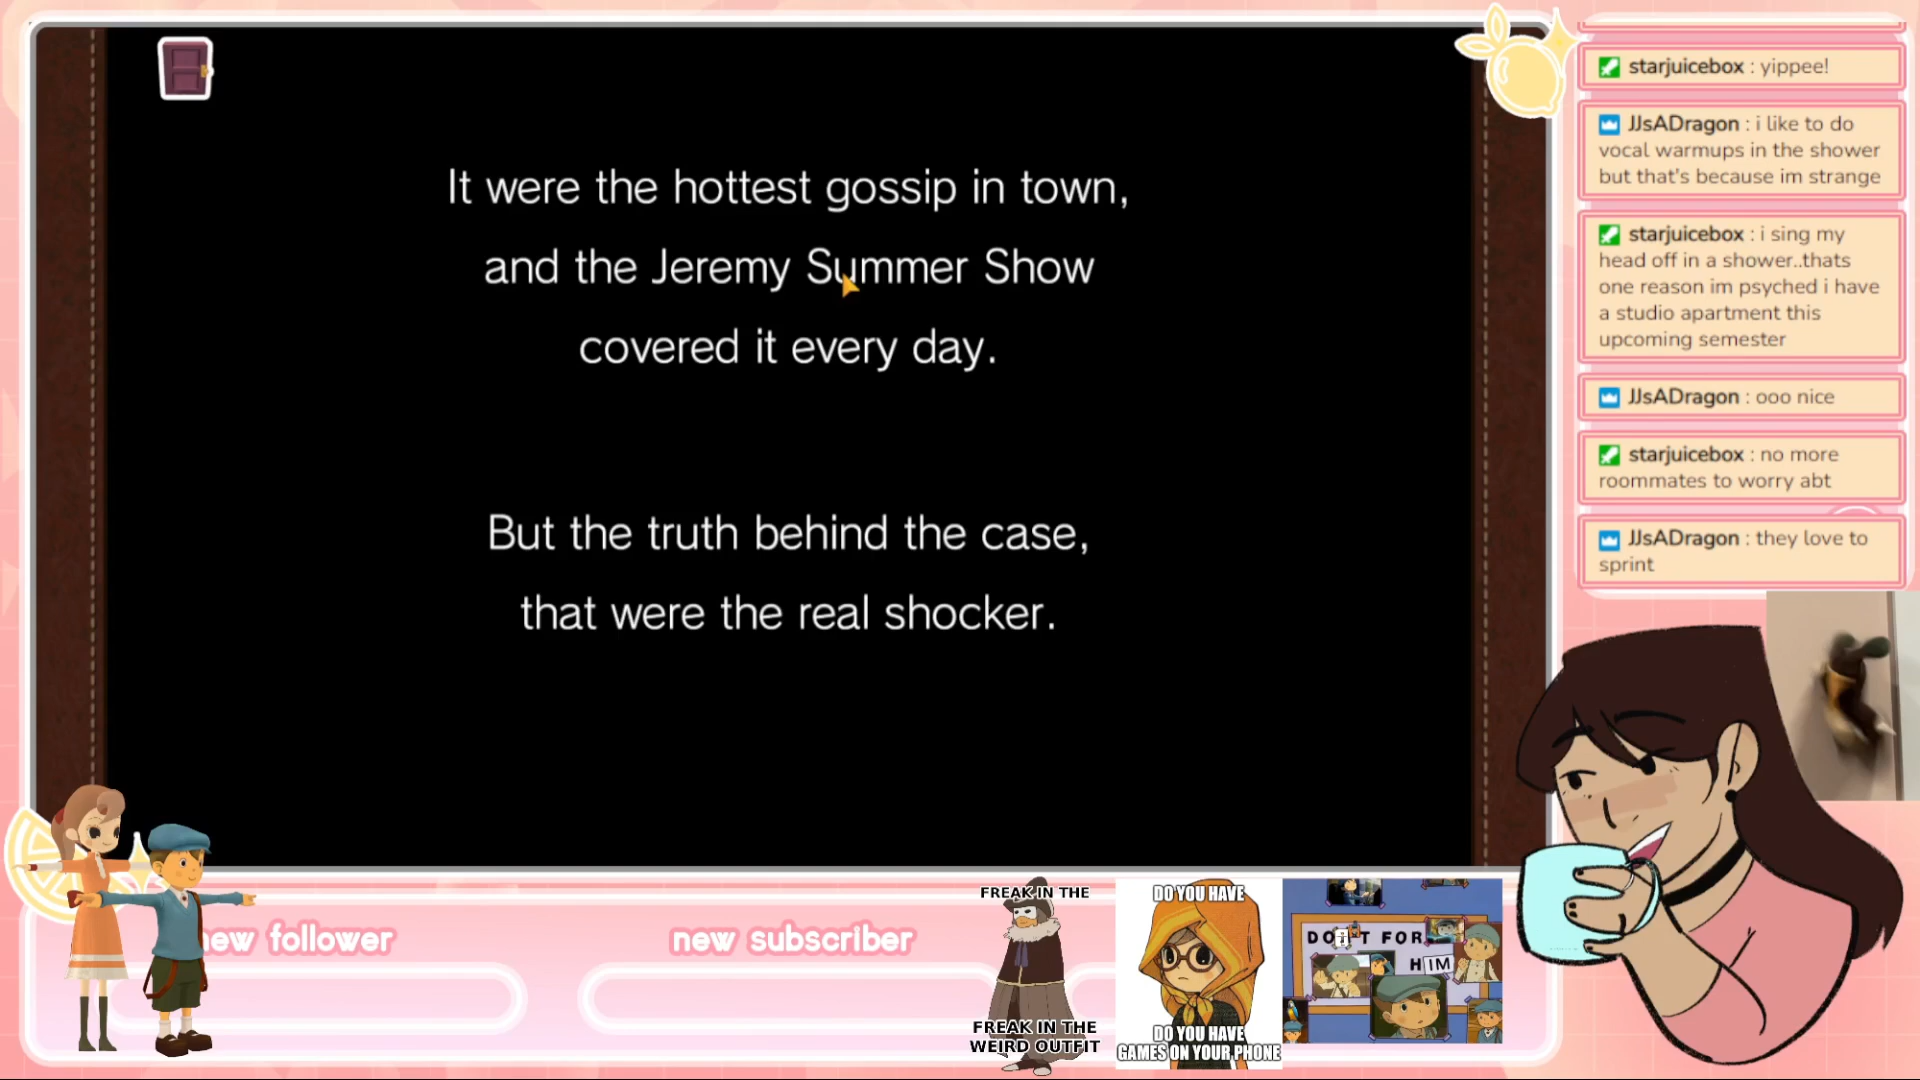 It were the hottest gossip in town,
and the Jeremy Summer Show
covered it every day.
But the truth behind the case,
that were the real shocker.
starjuicebox : yippee!
JJsADragon : i like to do
vocal warmups in the shower
but that's because im strange
starjuicebox : i sing my
head off in a shower..thats
one reason im psyched i have
a studio apartment this
upcoming semester
JJsADragon : ooo nice
starjuicebox : no more
roommates to worry abt
JJsADragon : they love to
sprint
new follower
new subscriber
FREAK IN THE
FREAK IN THE
WEIRD OUTFIT
DO YOU HAVE
DO YOU HAVE
GAMES ON YOUR PHONE
DO IT FOR
HIM